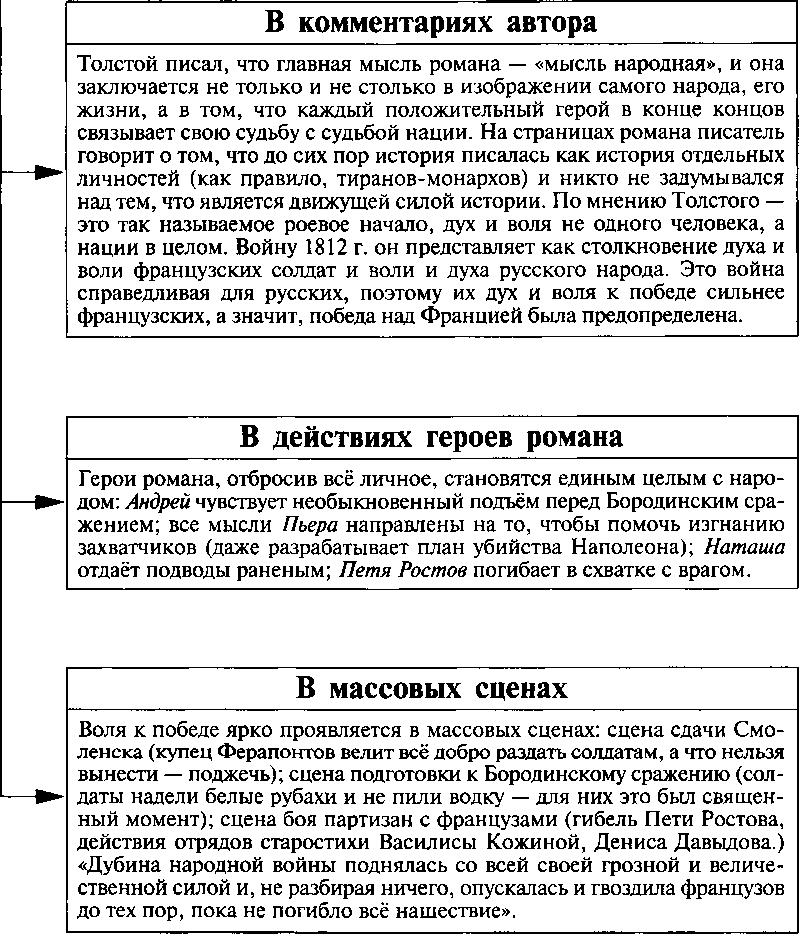 В комментариях автора
Толстой писал, что главная мысль романа — «мысль народная», и она
заключается не только и не столько в изображении самого народа, его
жизни, а в том, что каждый положительный герой в конце концов
связывает свою судьбу с судьбой нации. На страницах романа писатель
говорит о том, что до сих пор история писалась как история отдельных
личностей (как правило, тиранов-монархов) и никто не задумывался
над тем, что является движущей силой истории. По мнению Толстого —
это так называемое роевое начало, дух и воля не одного человека, а
нации в целом. Войну 1812 г. он представляет как столкновение духа и
воли французских солдат и воли и духа русского народа. Это война
справедливая для русских, поэтому их дух и воля к победе сильнее
французских, а значит, победа над Францией была предопределена.
В действиях героев романа
Герои романа, отбросив всё личное, становятся единым целым с наро-
дом: Андрей чувствует необыкновенный подъём перед Бородинским сра-
жением; все мысли Пьера направлены на то, чтобы помочь изгнанию
захватчиков (даже разрабатывает план убийства Наполеона); Наташа
отдаёт подводы раненым; Петя Ростов погибает в схватке с врагом.
В массовых сценах
Воля к победе ярко проявляется в массовых сценах: сцена сдачи Смо-
ленска (купец Ферапонтов велит всё добро раздать солдатам, а что нельзя
вынести — поджечь); сцена подготовки к Бородинскому сражению (сол-
даты надели белые рубахи и не пили водку — для них это был священ-
ный момент); сцена боя партизан с французами (гибель Пети Ростова,
действия отрядов старостихи Василисы Кожиной, Дениса Давыдова.)
«Дубина народной войны поднялась со всей своей грозной и величе-
ственной силой и, не разбирая ничего, опускалась и гвоздила французов
до тех пор, пока не погибло всё нашествие».